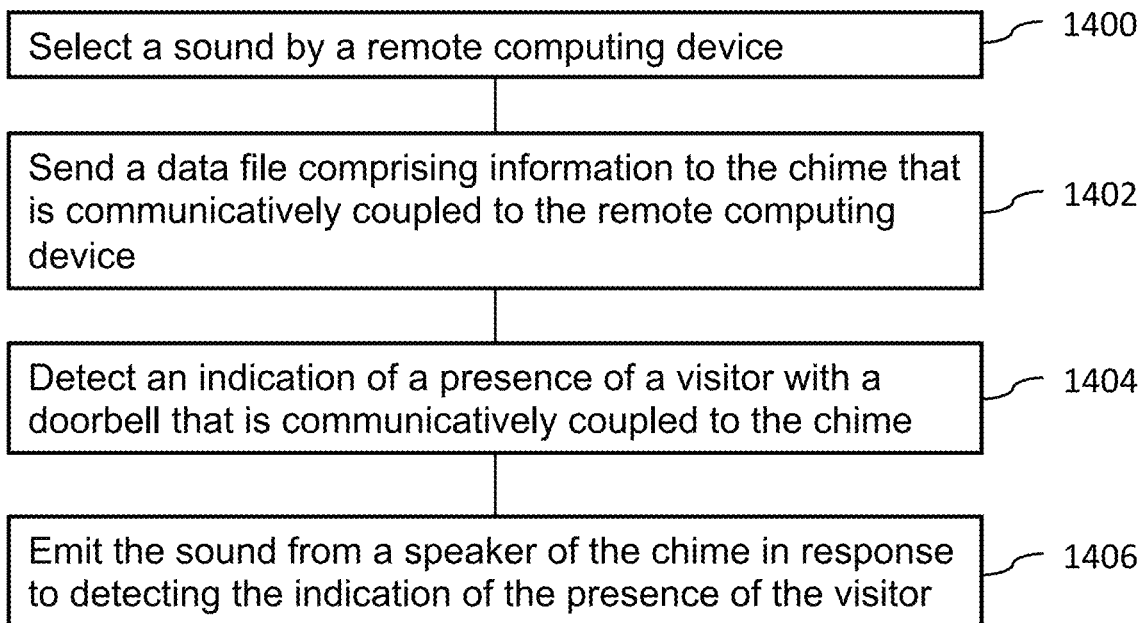 Select a sound by a remote computing device
1400
Send a data file comprising information to the chime that
is communicatively coupled to the remote computing
device
1402
Detect an indication of a presence of a visitor with a
doorbell that is communicatively coupled to the chime
1404
Emit the sound from a speaker of the chime in response
to detecting the indication of the presence of the visitor
1406